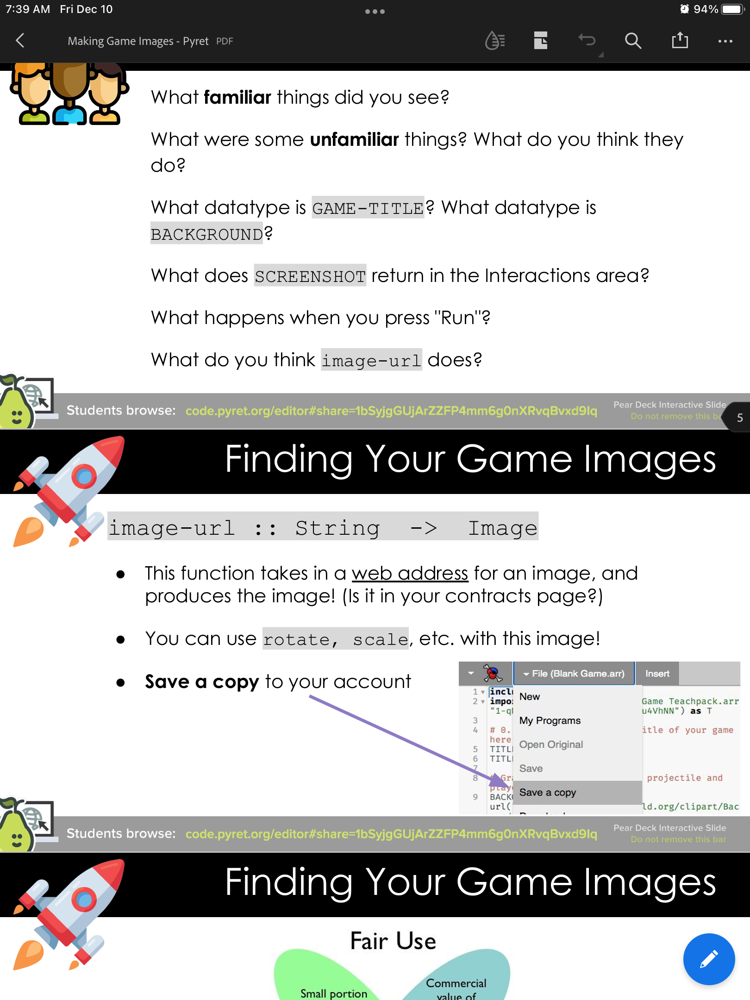 7:39 AM Fri Dec 10
94%
Making Game Images - Pyret PDF
What familiar things did you see?
What were some unfamiliar things? What do you think they
do?
What datatype is GAME-TITLE? What datatype is
BACKGROUND?
What does SCREENSHOT return in the Interactions area?
What happens when you press "Run"?
What do you think image-url does?
Students browse: code.pyret.org/editor#share=1bSyjgGUjArZZFP4mm6g0nXRvqBvxd9Iq
Pear Deck Interactive Slide
Do not remove this ba
5
Finding Your Game Images
image-url :: String -> Image
● This function takes in a web address for an image, and
produces the image! (Is it in your contracts page?)
● You can use rotate, scale, etc. with this image!
● Save a copy to your account
File (Blank Game.arr) Insert
1 incl
2 impo Game Teachpack.arr
"1-q u4VhNN") as T
3
4 # 0. itle of your game
here
5 TITL
6 TITL
7
8 # Gr projectile and
play
9 BACK
url( ld.org/clipart/Bac
New
My Programs
Open Original
Save
Save a copy
Students browse: code.pyret.org/editor#share=1bSyjgGUjArZZFP4mm6g0nXRvqBvxd9Iq
Pear Deck Interactive Slide
Do not remove this bar
Finding Your Game Images
Fair Use
Small portion
Commercial
value of